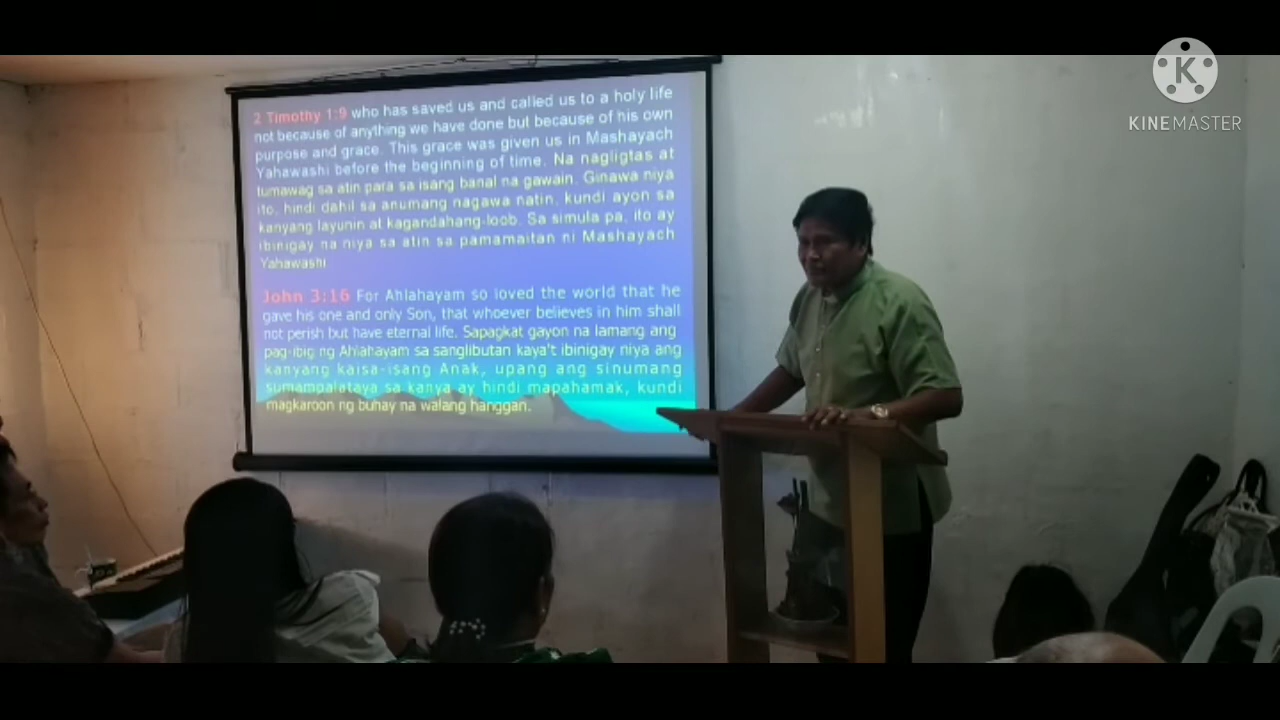 2 Timothy 1:9 who has saved us and called us to a holy life
not because of anything we have done but because of his own
purpose and grace. This grace was given us in Mashayach
Yahawashi before the beginning of time. Na nagligtas at
tumawag sa atin para sa isang banal na gawain. Ginawa niya
ito, hindi dahil sa anumang nagawa natin, kundi ayon sa
kanyang layunin at kagandahang-loob. Sa simula pa, ito ay
ibinigay na niya sa atin sa pamamaitan ni Mashayach
Yahawashi
John 3:16 For Ahlahayam so loved the world that he
gave his one and only Son, that whoever believes in him shall
not perish but have eternal life. Sapagkat gayon na lamang ang
pag-ibig ng Ahlahayam sa sanglibutan kaya't ibinigay niya ang
kanyang kaisa-isang Anak, upang ang sinumang
sumampalataya sa kanya ay hindi mapahamak, kundi
magkaroon ng buhay na walang hanggan.
K
KINEMASTER